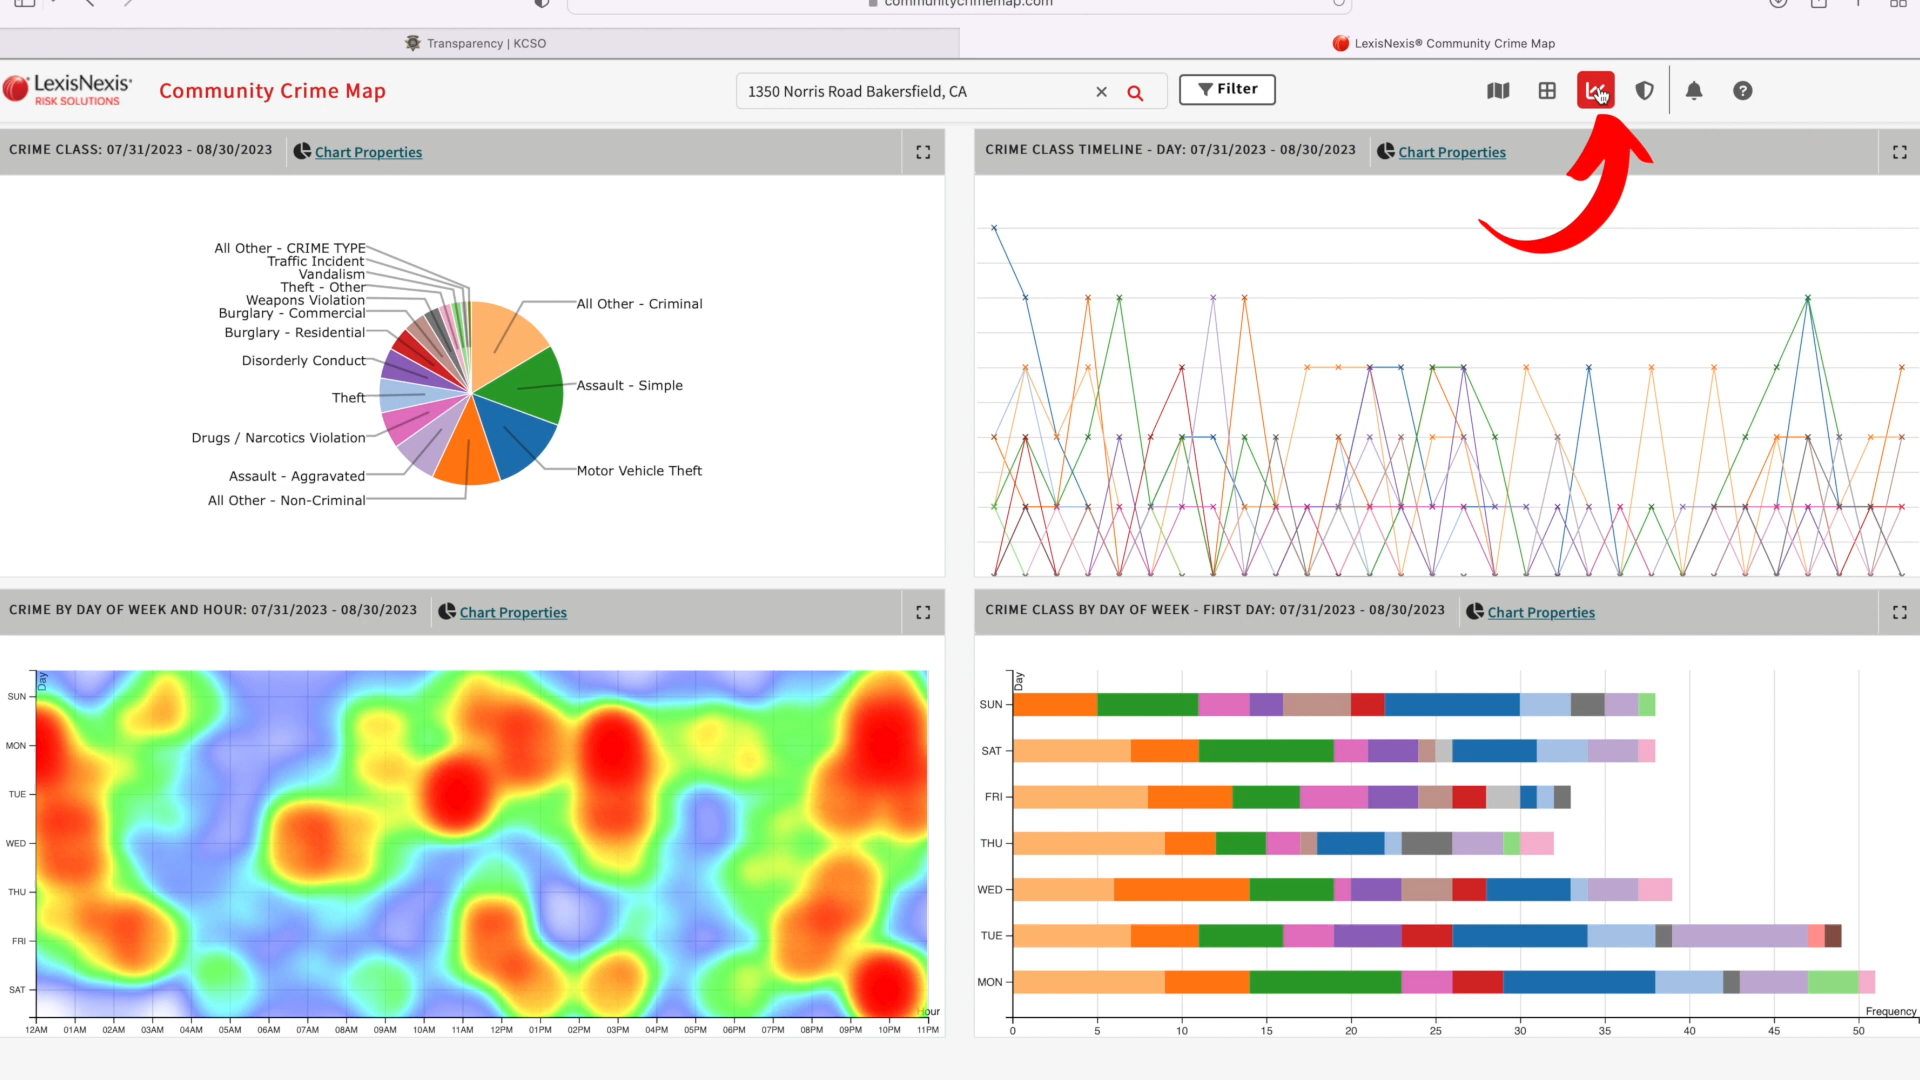 communitycrimemap.com
Transparency | KCSO
LexisNexis® Community Crime Map
LexisNexis®
RISK SOLUTIONS
Community Crime Map
1350 Norris Road Bakersfield, CA
Filter
CRIME CLASS: 07/31/2023 - 08/30/2023
Chart Properties
All Other - CRIME TYPE
Traffic Incident
Vandalism
Theft - Other
Weapons Violation
Burglary - Commercial
Burglary - Residential
Disorderly Conduct
Theft
Drugs / Narcotics Violation
Assault - Aggravated
All Other - Non-Criminal
All Other - Criminal
Assault - Simple
Motor Vehicle Theft
CRIME CLASS TIMELINE - DAY: 07/31/2023 - 08/30/2023
Chart Properties
CRIME BY DAY OF WEEK AND HOUR: 07/31/2023 - 08/30/2023
Chart Properties
Day
SUN
MON
TUE
WED
THU
FRI
SAT
Hour
12AM 01AM 02AM 03AM 04AM 05AM 06AM 07AM 08AM 09AM 10AM 11AM 12PM 01PM 02PM 03PM 04PM 05PM 06PM 07PM 08PM 09PM 10PM 11PM
CRIME CLASS BY DAY OF WEEK - FIRST DAY: 07/31/2023 - 08/30/2023
Chart Properties
Day
SUN
SAT
FRI
THU
WED
TUE
MON
Frequency
0 5 10 15 20 25 30 35 40 45 50